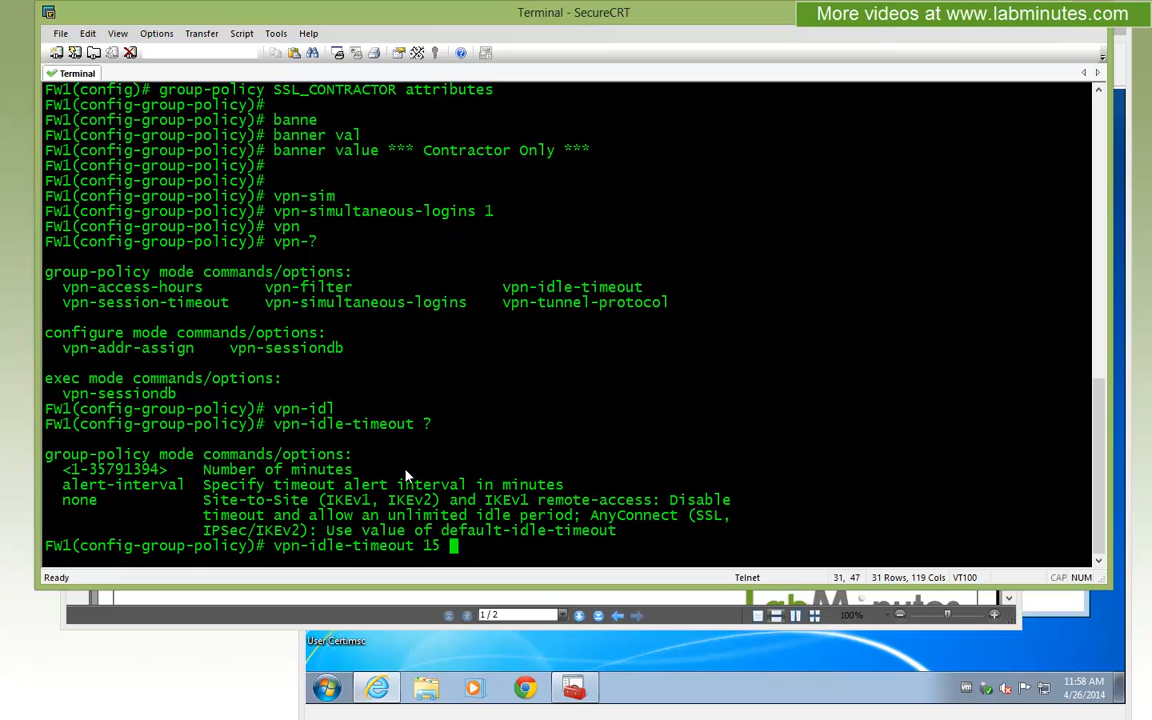 Terminal - SecureCRT
More videos at www.labminutes.com
File Edit View Options Transfer Script Tools Help
Terminal
FW1(config)# group-policy SSL_CONTRACTOR attributes
FW1(config-group-policy)#
FW1(config-group-policy)# banne
FW1(config-group-policy)# banner val
FW1(config-group-policy)# banner value *** Contractor Only ***
FW1(config-group-policy)#
FW1(config-group-policy)#
FW1(config-group-policy)# vpn-sim
FW1(config-group-policy)# vpn-simultaneous-logins 1
FW1(config-group-policy)# vpn
FW1(config-group-policy)# vpn-?
group-policy mode commands/options:
vpn-access-hours vpn-filter vpn-idle-timeout
vpn-session-timeout vpn-simultaneous-logins vpn-tunnel-protocol
configure mode commands/options:
vpn-addr-assign vpn-sessiondb
exec mode commands/options:
vpn-sessiondb
FW1(config-group-policy)# vpn-idl
FW1(config-group-policy)# vpn-idle-timeout ?
group-policy mode commands/options:
<1-35791394> Number of minutes
alert-interval Specify timeout alert interval in minutes
none Site-to-Site (IKEv1, IKEv2) and IKEv1 remote-access: Disable
timeout and allow an unlimited idle period; AnyConnect (SSL,
IPSec/IKEv2): Use value of default-idle-timeout
FW1(config-group-policy)# vpn-idle-timeout 15
Ready Telnet 31, 47 31 Rows, 119 Cols VT100 CAP NUM
1 / 2 100%
User Cert.msc
11:58 AM
4/26/2014